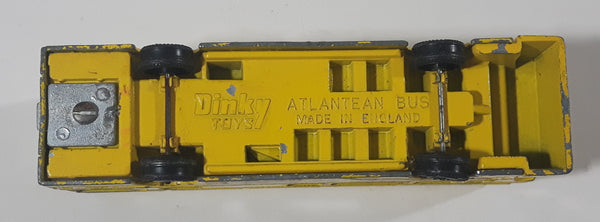 Dinky
TOYS
ATLANTEAN BUS
MADE IN ENGLAND